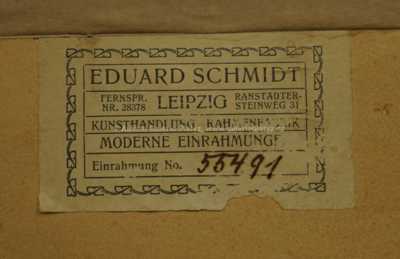 EDUARD SCHMIDT
FERNSPR. NR. 28378 LEIPZIG RANSTÄDTER-STEINWEG 31
KUNSTHANDLUNG
MODERNE EINRAHMUNGE
Einrahmung No. 55491